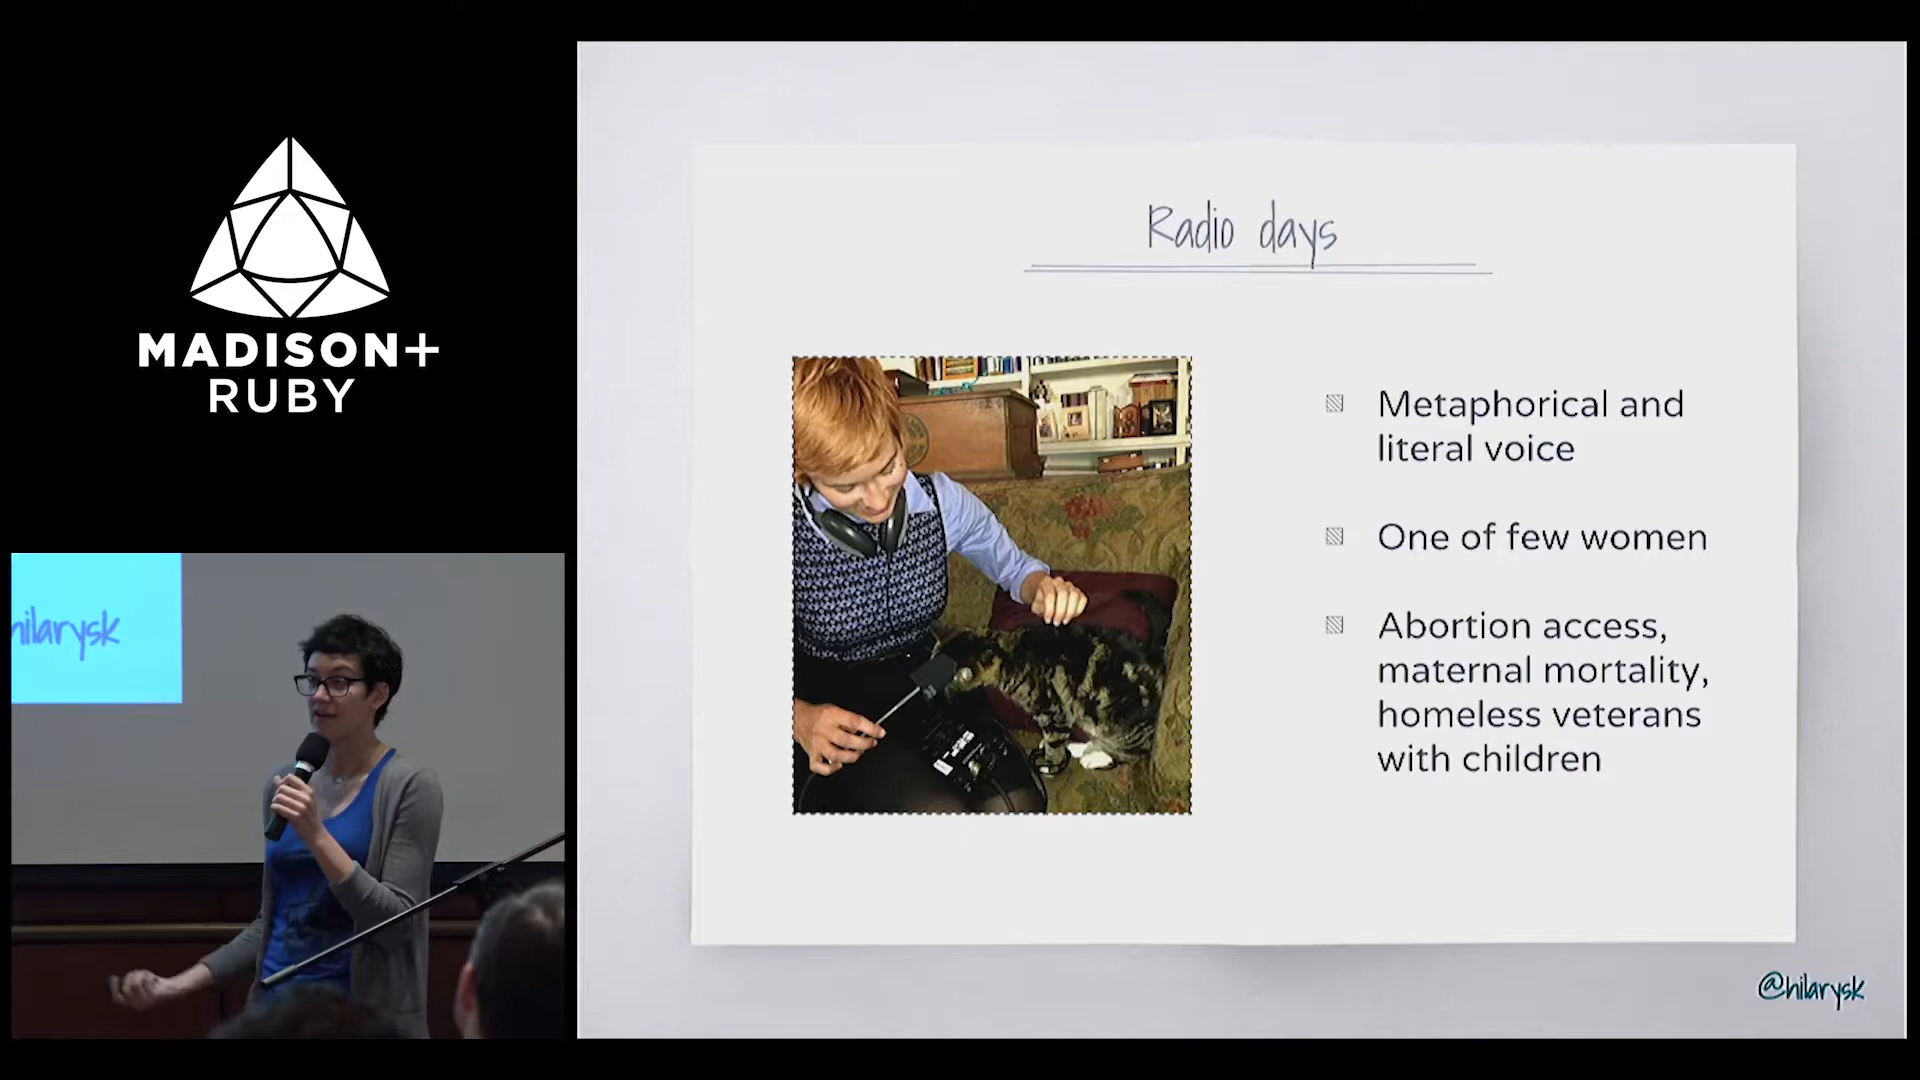 MADISON+
RUBY
hilarysk
Radio days
Metaphorical and
literal voice
One of few women
Abortion access,
maternal mortality,
homeless veterans
with children
@hilarysk